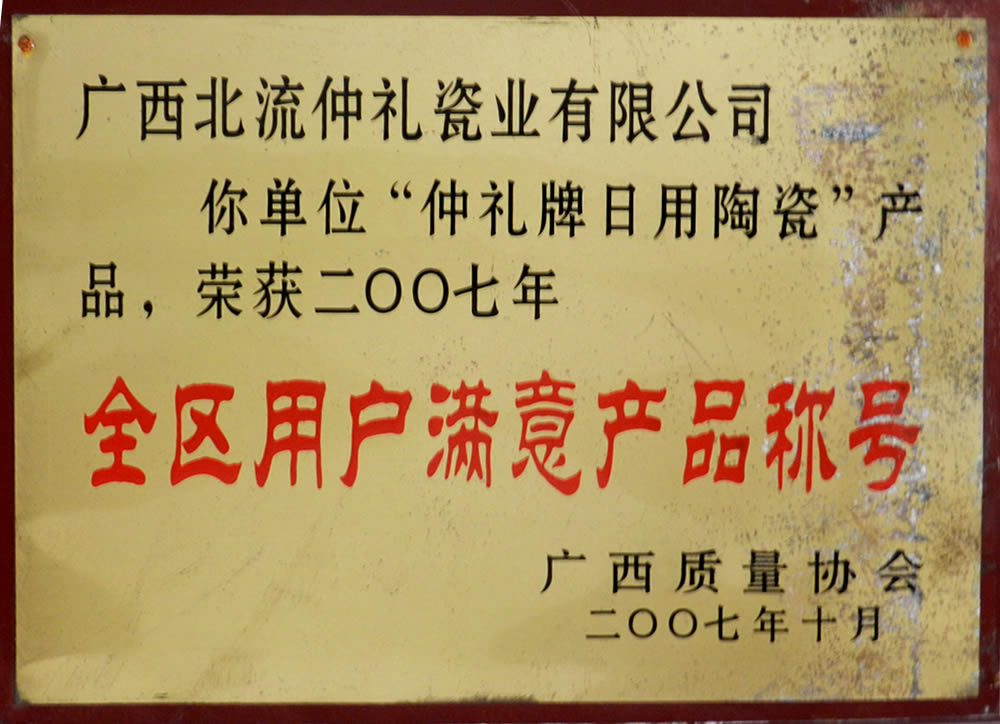 广西北流仲礼瓷业有限公司
你单位“仲礼牌日用陶瓷”产
品，荣获二〇〇七年
全区用户满意产品称号
广西质量协会
二〇〇七年十月